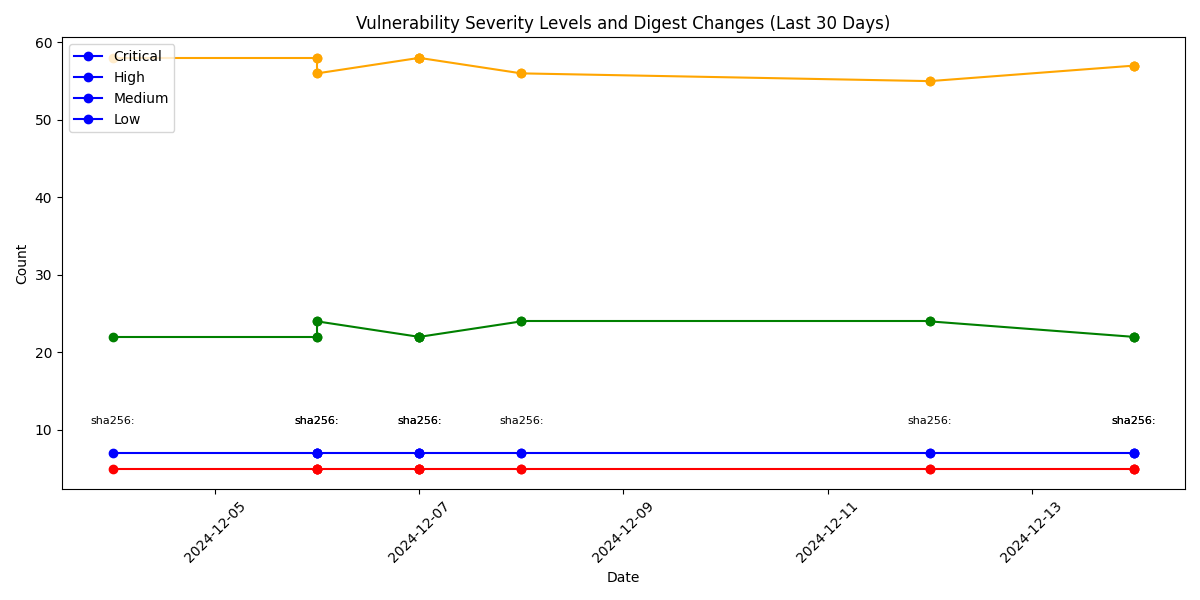 Vulnerability Severity Levels and Digest Changes (Last 30 Days)
60
50
40
30
20
10
Count
Critical
High
Medium
Low
sha256:
sha256:
sha256:
sha256:
sha256:
sha256:
2024-12-05
2024-12-07
2024-12-09
2024-12-11
2024-12-13
Date